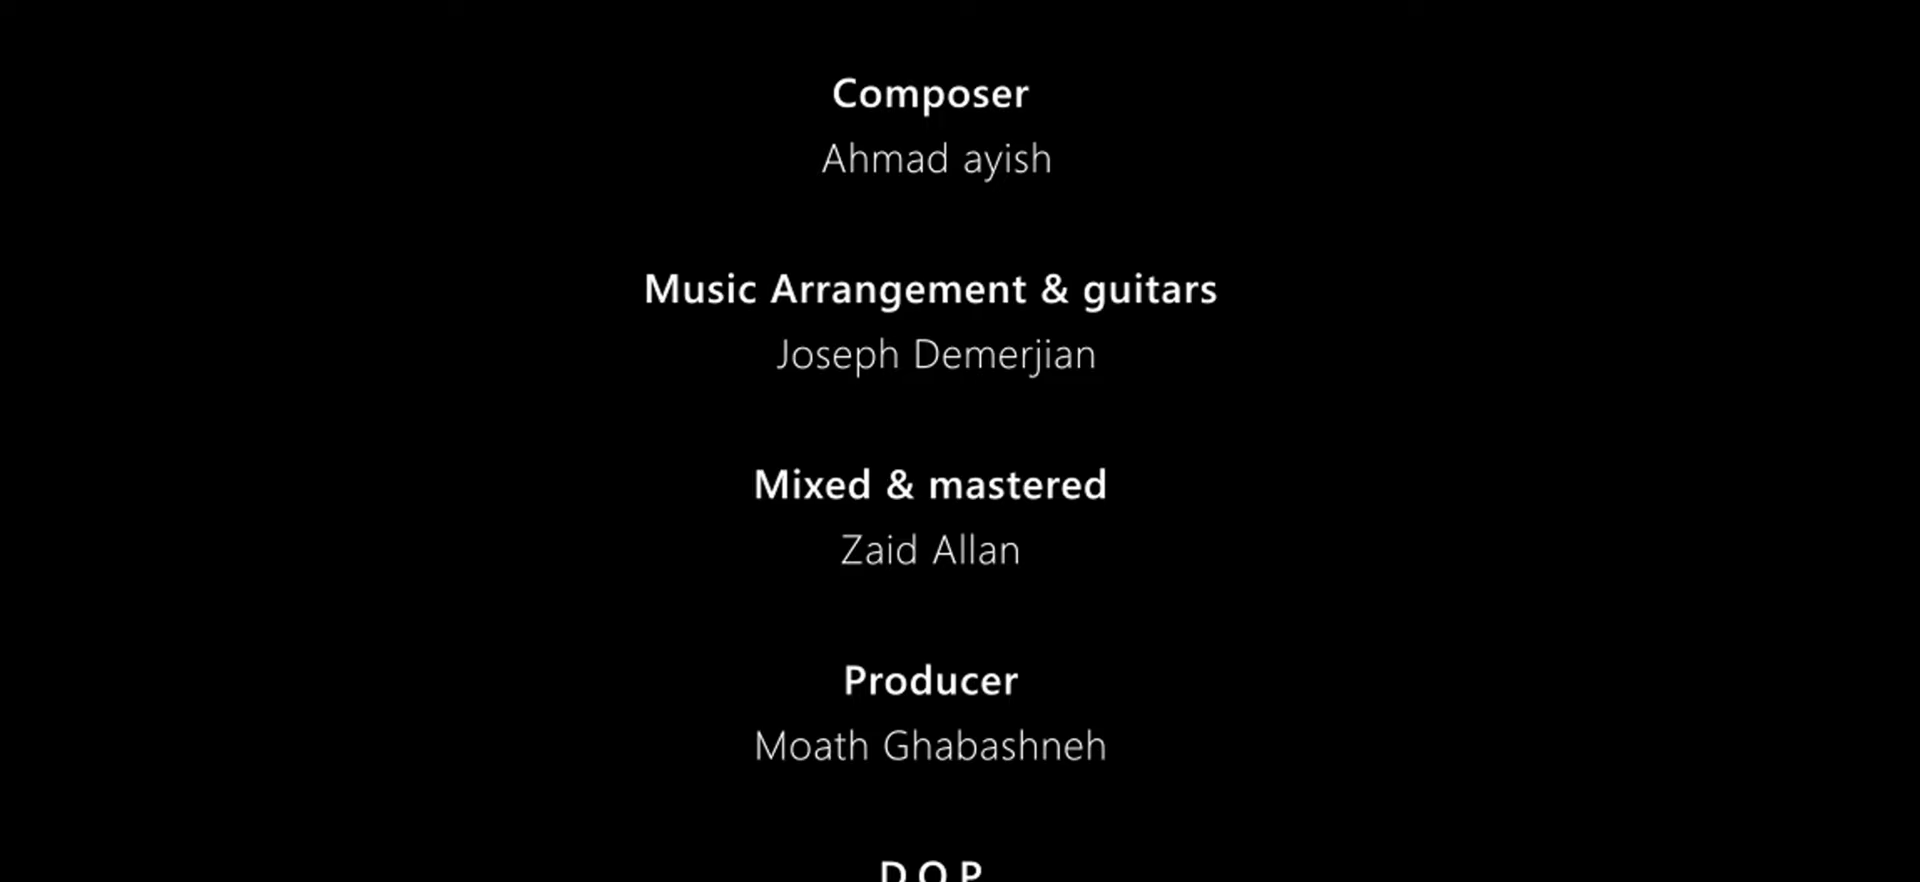 Composer
Ahmad ayish
Music Arrangement & guitars
Joseph Demerjian
Mixed & mastered
Zaid Allan
Producer
Moath Ghabashneh
D.O.P